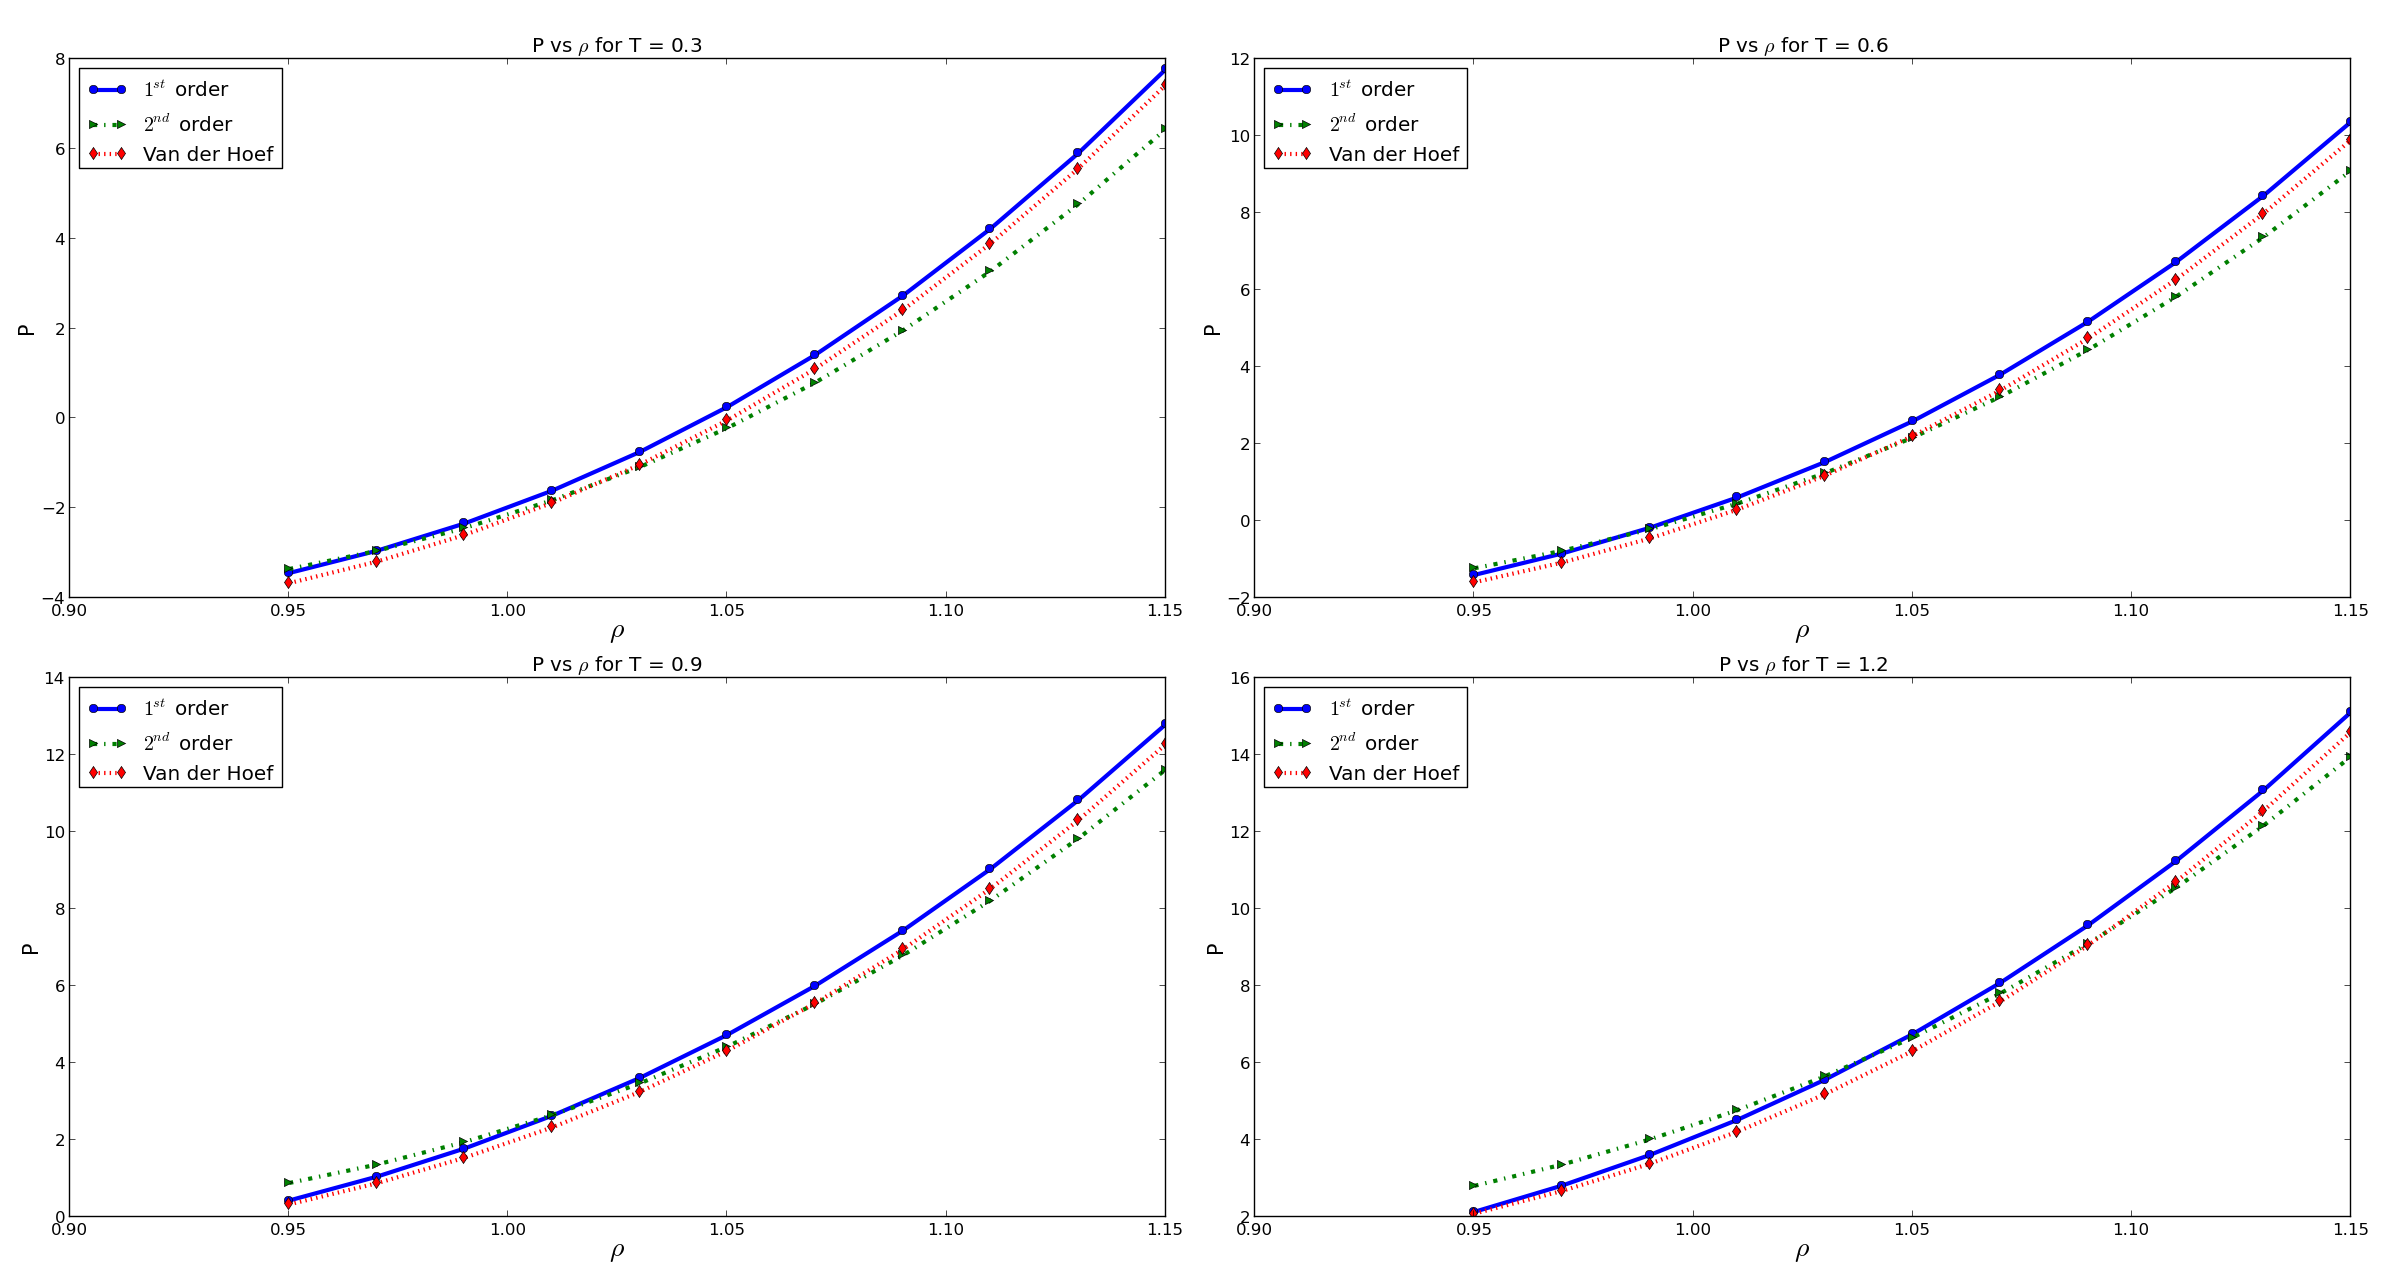 P vs ρ for T = 0.3
8
6
4
2
0
−2
−4
P
1st order
2nd order
Van der Hoef
0.90 0.95 1.00 1.05 1.10 1.15
ρ
P vs ρ for T = 0.6
12
10
8
6
4
2
0
−2
P
1st order
2nd order
Van der Hoef
0.90 0.95 1.00 1.05 1.10 1.15
ρ
P vs ρ for T = 0.9
14
12
10
8
6
4
2
0
P
1st order
2nd order
Van der Hoef
0.90 0.95 1.00 1.05 1.10 1.15
ρ
P vs ρ for T = 1.2
16
14
12
10
8
6
4
2
P
1st order
2nd order
Van der Hoef
0.90 0.95 1.00 1.05 1.10 1.15
ρ